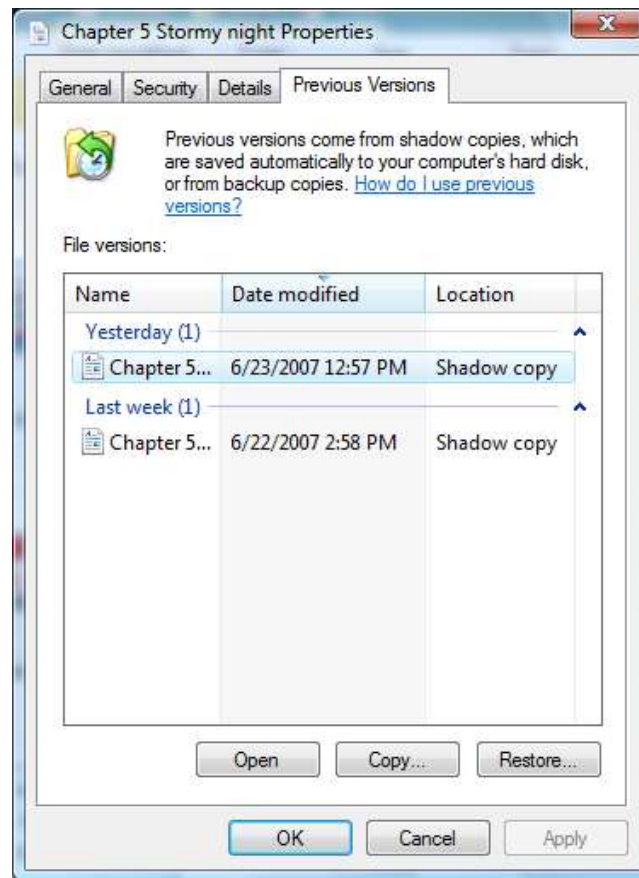 Chapter 5 Stormy night Properties
General Security Details Previous Versions
Previous versions come from shadow copies, which
are saved automatically to your computer's hard disk,
or from backup copies. How do I use previous
versions?
File versions:
Name Date modified Location
Yesterday (1)
Chapter 5... 6/23/2007 12:57 PM Shadow copy
Last week (1)
Chapter 5... 6/22/2007 2:58 PM Shadow copy
Open Copy... Restore...
OK Cancel Apply